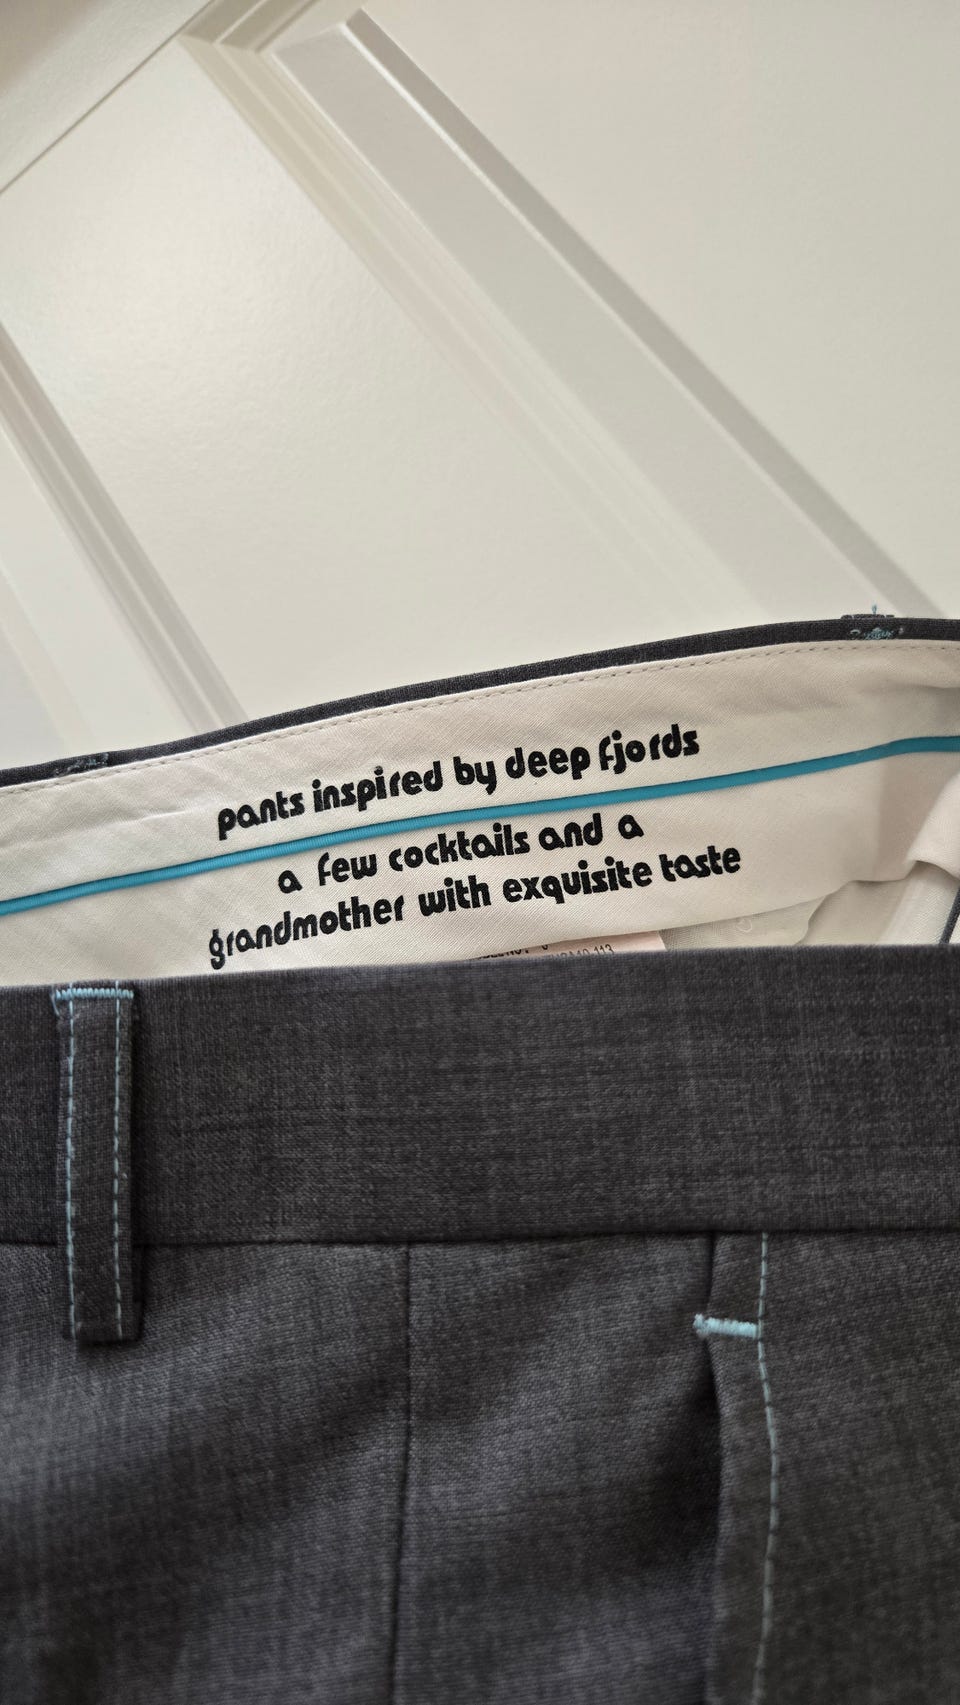 pants inspired by deep fjords
a few cocktails and a
grandmother with exquisite taste